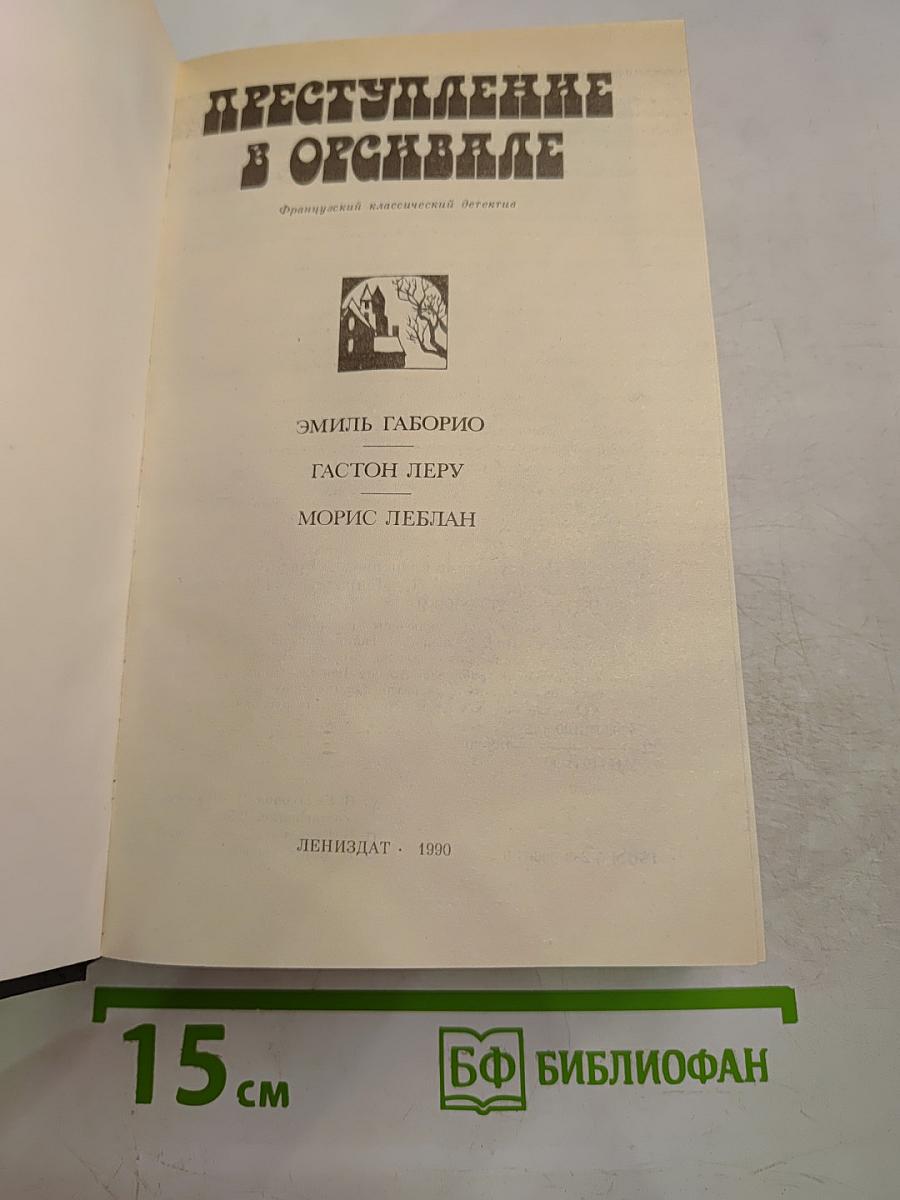 ПРЕСТУПЛЕНИЕ
В ОРСИВАЛЕ
Французский классический детектив
ЭМИЛЬ ГАБОРИО
ГАСТОН ЛЕРУ
МОРИС ЛЕБЛАН
ЛЕНИЗДАТ · 1990
15 см
БФ БИБЛИОФАН